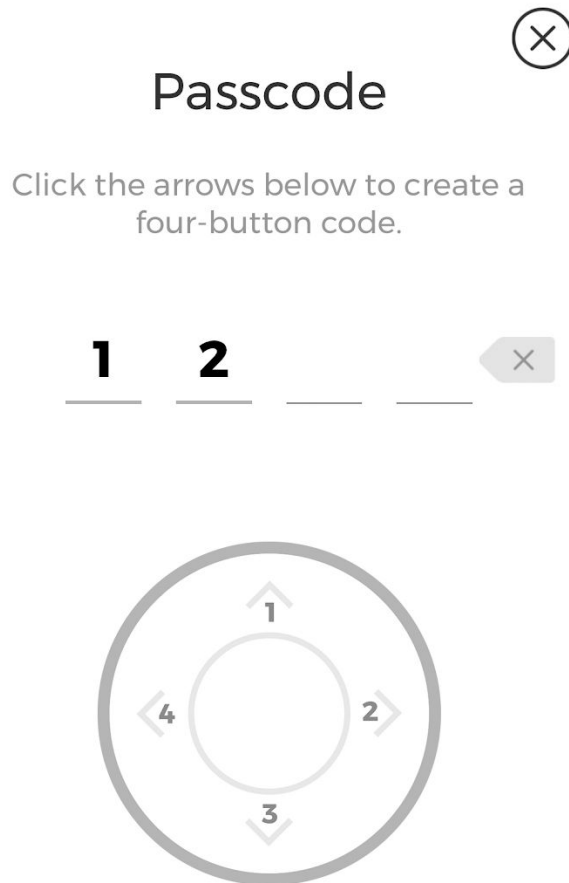 Passcode
Click the arrows below to create a
four-button code.
1 2
1
4 2
3